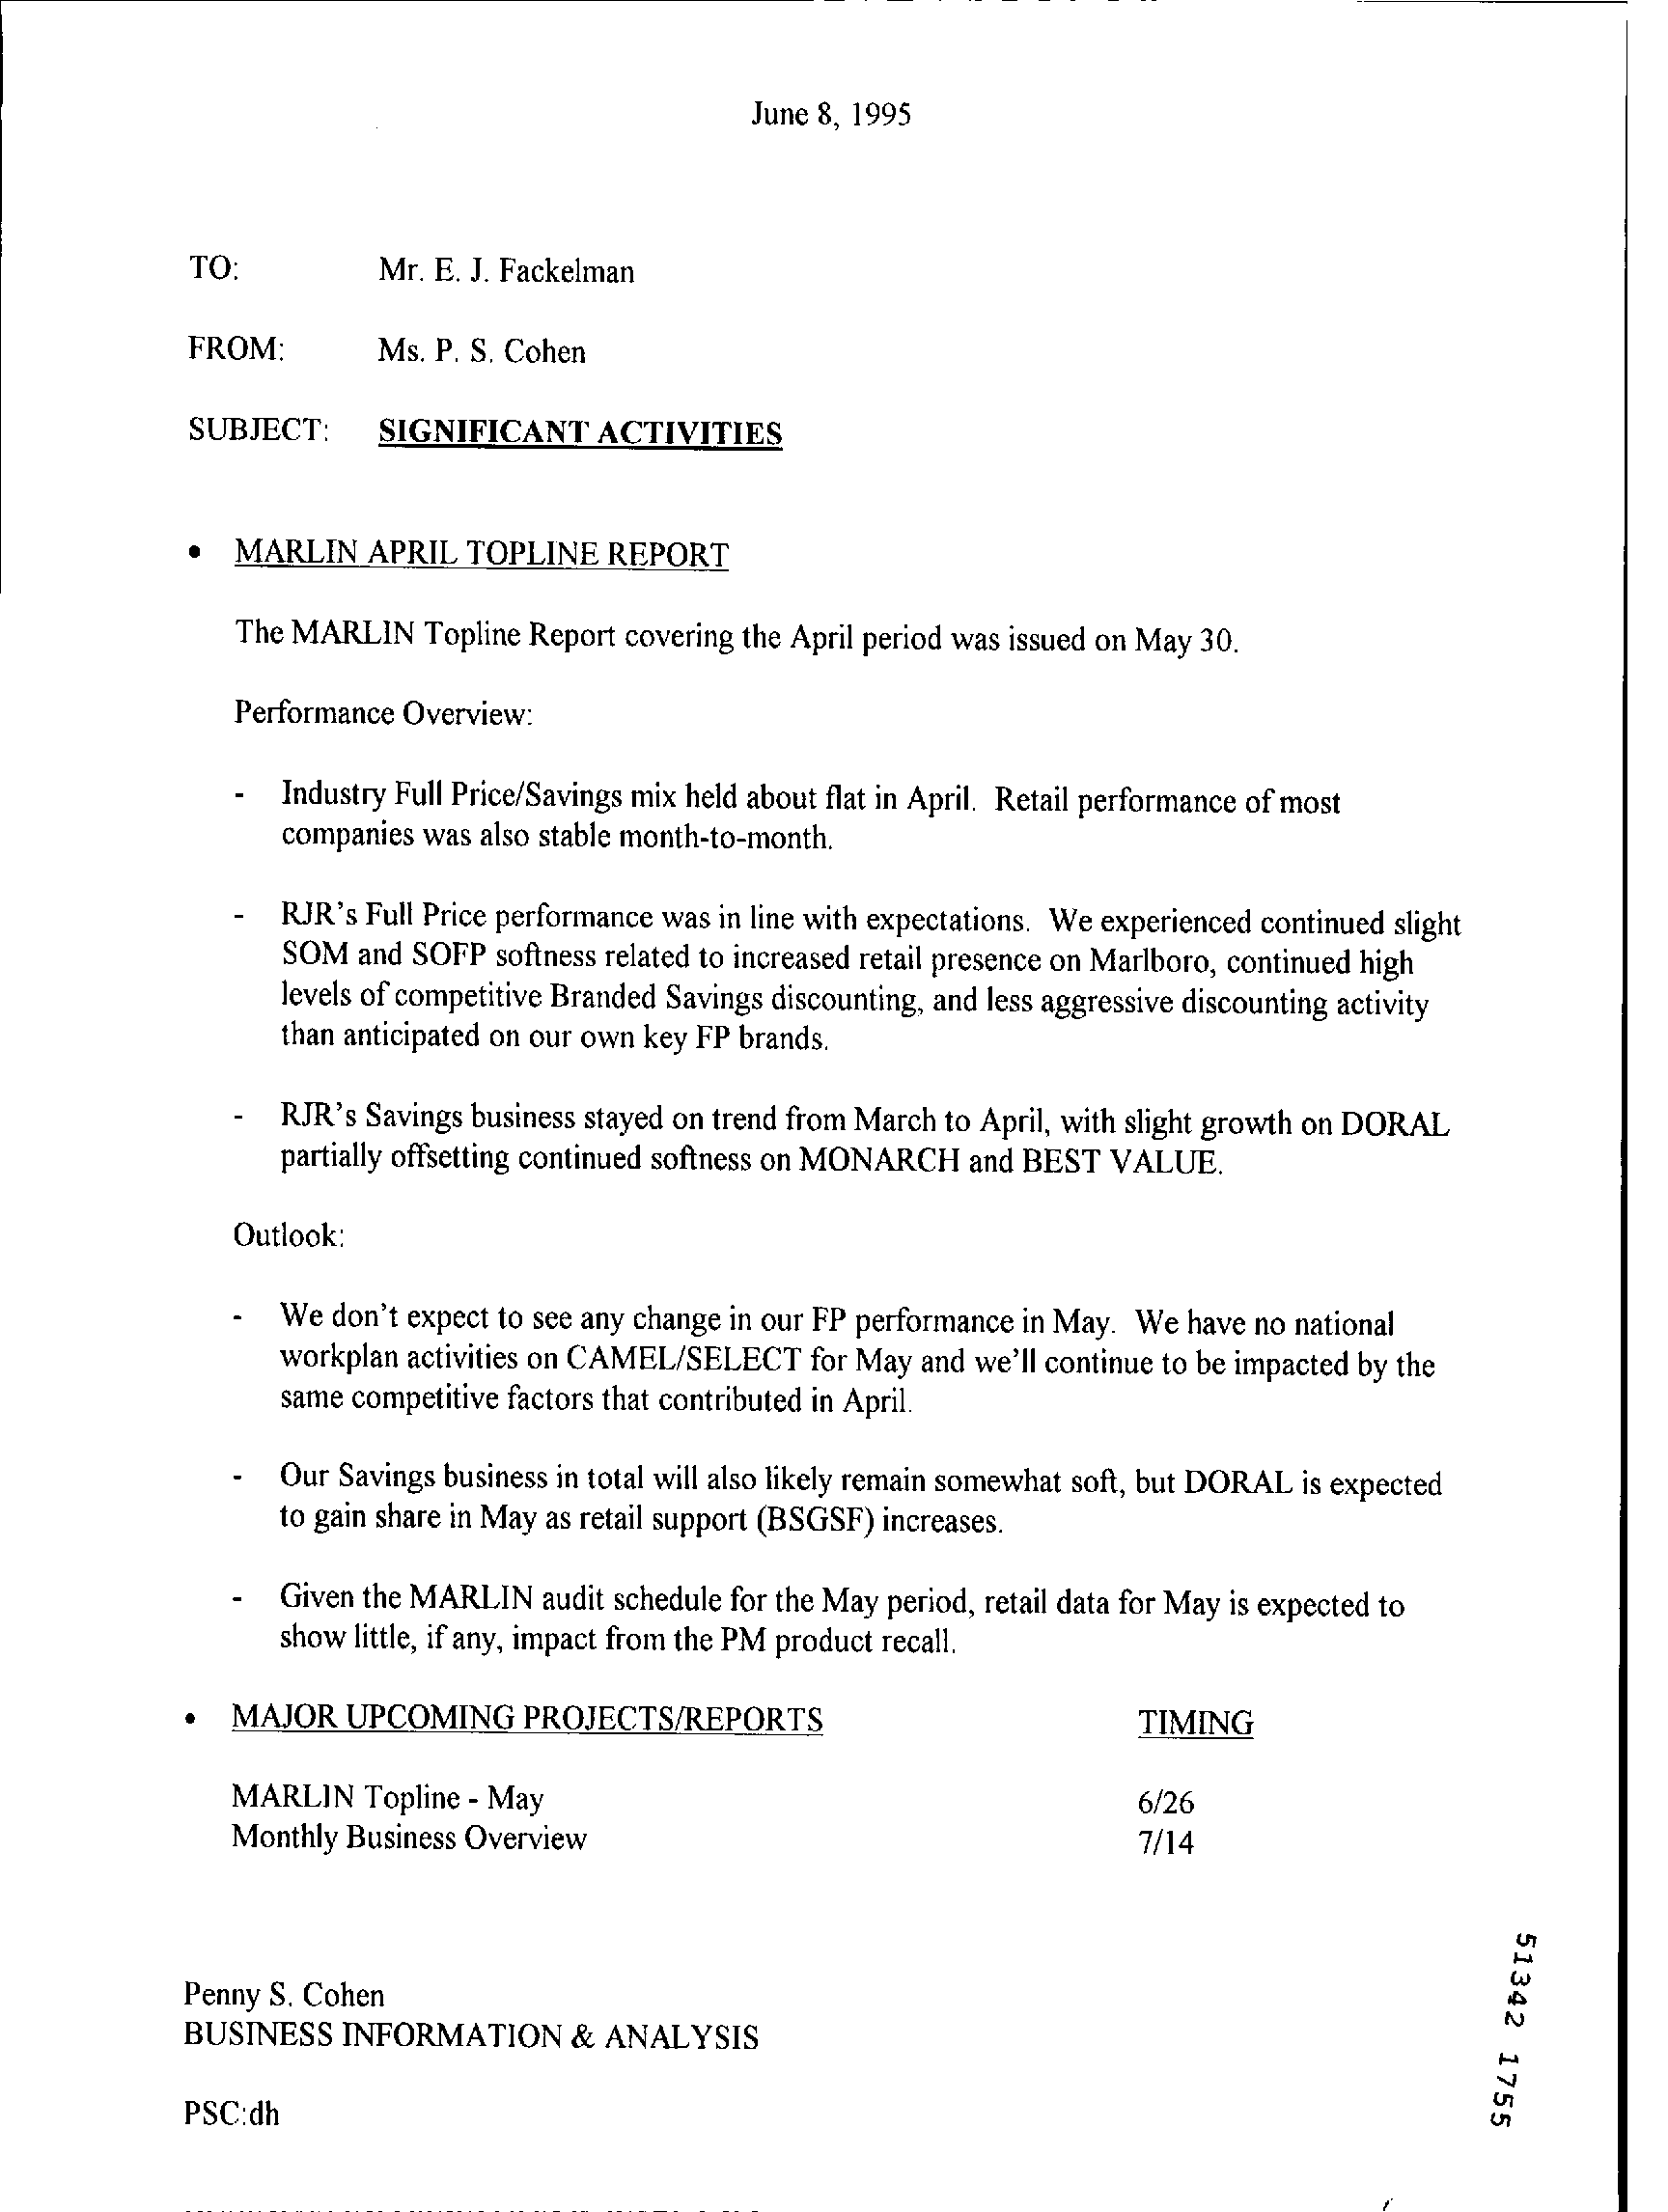 June 8, 1995
TO: Mr. E. J. Fackelman
FROM: Ms. P. S. Cohen
SUBJECT: SIGNIFICANT ACTIVITIES
• MARLIN APRIL TOPLINE REPORT
The MARLIN Topline Report covering the April period was issued on May 30.
Performance Overview:
- Industry Full Price/Savings mix held about flat in April. Retail performance of most
companies was also stable month-to-month.
- RJR's Full Price performance was in line with expectations. We experienced continued slight
SOM and SOFP softness related to increased retail presence on Marlboro, continued high
levels of competitive Branded Savings discounting, and less aggressive discounting activity
than anticipated on our own key FP brands.
- RJR's Savings business stayed on trend from March to April, with slight growth on DORAL
partially offsetting continued softness on MONARCH and BEST VALUE.
Outlook:
- We don't expect to see any change in our FP performance in May. We have no national
workplan activities on CAMEL/SELECT for May and we'll continue to be impacted by the
same competitive factors that contributed in April.
- Our Savings business in total will also likely remain somewhat soft, but DORAL is expected
to gain share in May as retail support (BSGSF) increases.
- Given the MARLIN audit schedule for the May period, retail data for May is expected to
show little, if any, impact from the PM product recall.
• MAJOR UPCOMING PROJECTS/REPORTS TIMING
MARLIN Topline - May 6/26
Monthly Business Overview 7/14
Penny S. Cohen
BUSINESS INFORMATION & ANALYSIS
PSC:dh
51342 1755